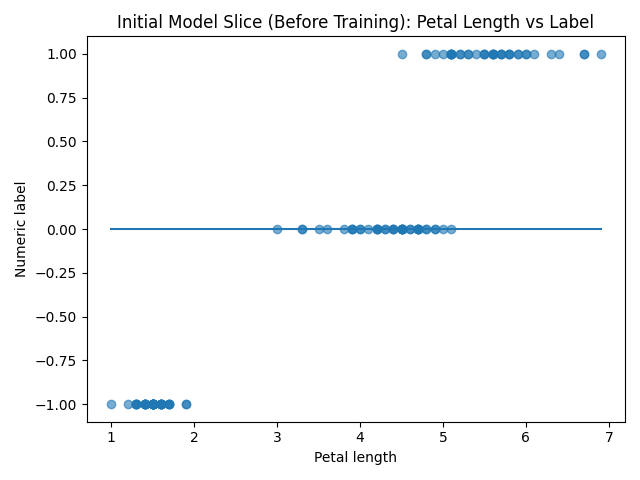 Initial Model Slice (Before Training): Petal Length vs Label
1.00
0.75
0.50
0.25
0.00
−0.25
−0.50
−0.75
−1.00
Numeric label
1 2 3 4 5 6 7
Petal length